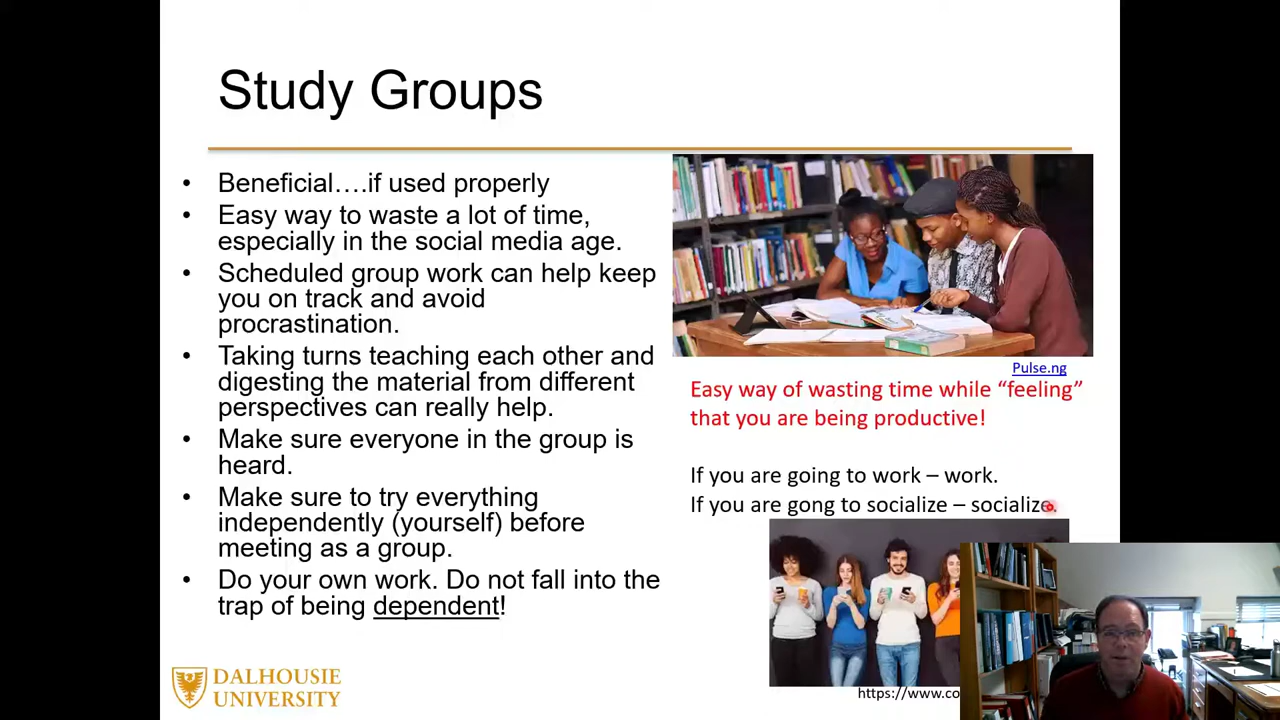 Study Groups
• Beneficial….if used properly
• Easy way to waste a lot of time,
especially in the social media age.
• Scheduled group work can help keep
you on track and avoid
procrastination.
• Taking turns teaching each other and
digesting the material from different
perspectives can really help.
• Make sure everyone in the group is
heard.
• Make sure to try everything
independently (yourself) before
meeting as a group.
• Do your own work. Do not fall into the
trap of being dependent!
Pulse.ng
Easy way of wasting time while “feeling”
that you are being productive!
If you are going to work – work.
If you are gong to socialize – socialize.
https://www.co
DALHOUSIE
UNIVERSITY